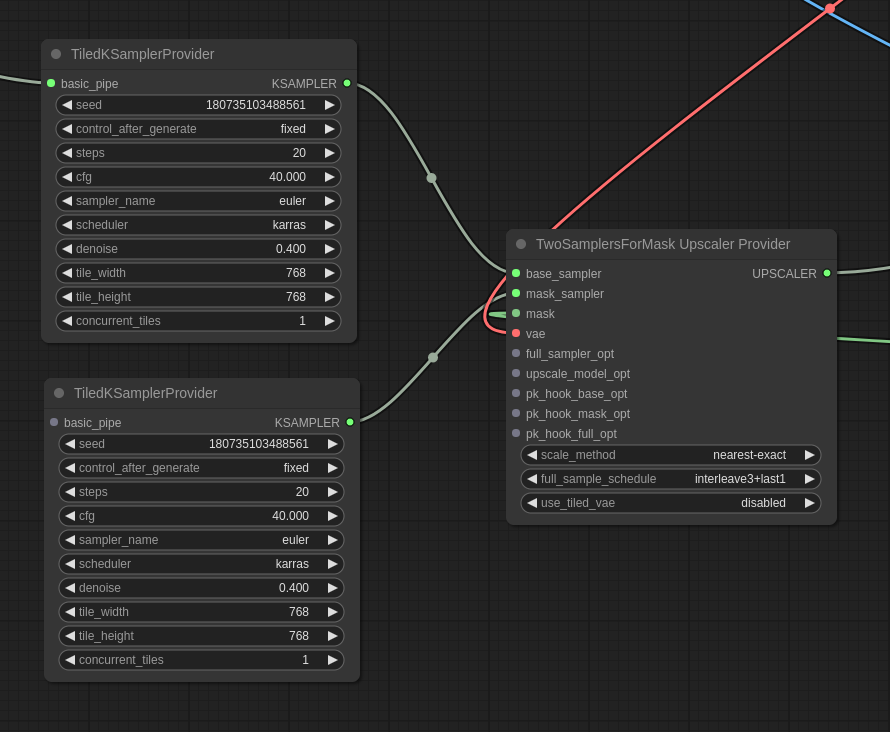 TiledKSamplerProvider
basic_pipe KSAMPLER
seed 180735103488561
control_after_generate fixed
steps 20
cfg 40.000
sampler_name euler
scheduler karras
denoise 0.400
tile_width 768
tile_height 768
concurrent_tiles 1
TiledKSamplerProvider
basic_pipe KSAMPLER
seed 180735103488561
control_after_generate fixed
steps 20
cfg 40.000
sampler_name euler
scheduler karras
denoise 0.400
tile_width 768
tile_height 768
concurrent_tiles 1
TwoSamplersForMask Upscaler Provider
base_sampler UPSCALER
mask_sampler
mask
vae
full_sampler_opt
upscale_model_opt
pk_hook_base_opt
pk_hook_mask_opt
pk_hook_full_opt
scale_method nearest-exact
full_sample_schedule interleave3+last1
use_tiled_vae disabled